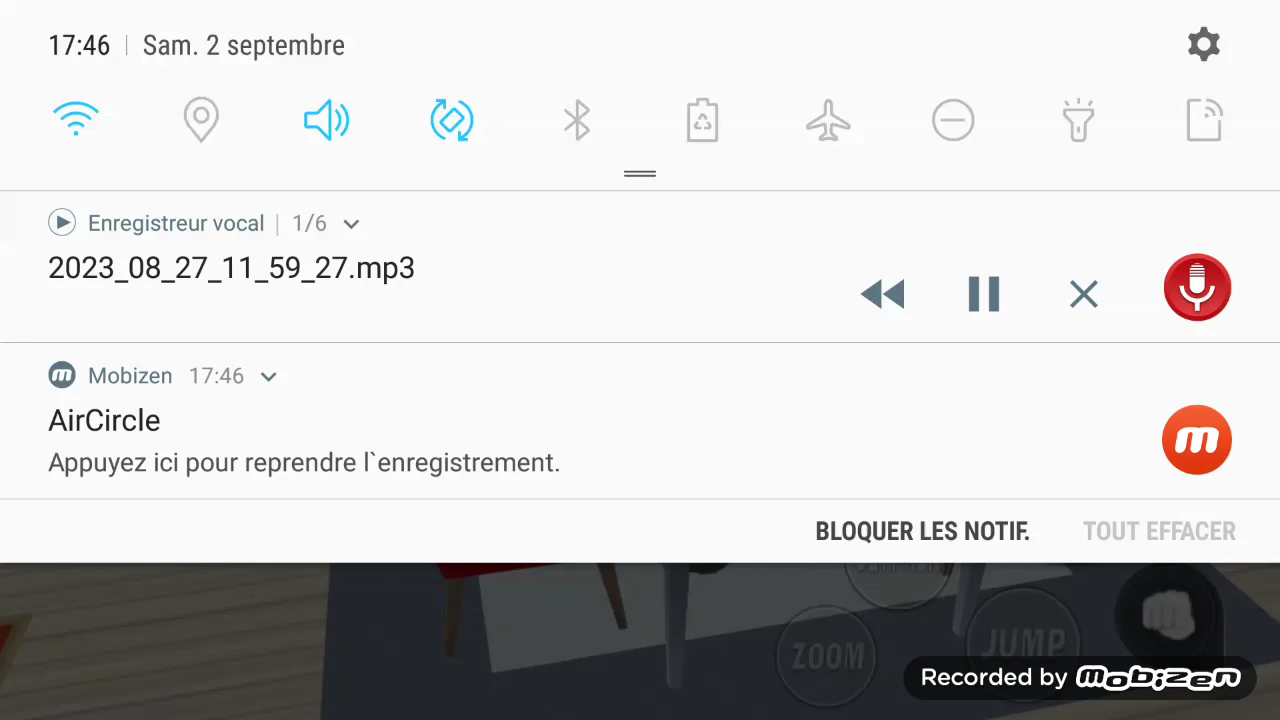 17:46 | Sam. 2 septembre
Enregistreur vocal | 1/6
2023_08_27_11_59_27.mp3
Mobizen 17:46
AirCircle
Appuyez ici pour reprendre l`enregistrement.
BLOQUER LES NOTIF. TOUT EFFACER
ZOOM JUMP
Recorded by mobizen